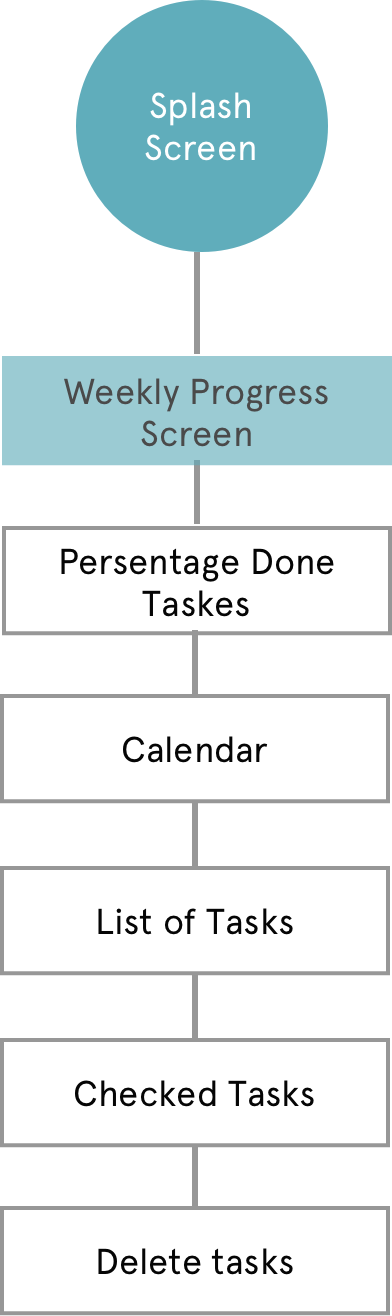 Splash
Screen
Weekly Progress
Screen
Persentage Done
Taskes
Calendar
List of Tasks
Checked Tasks
Delete tasks